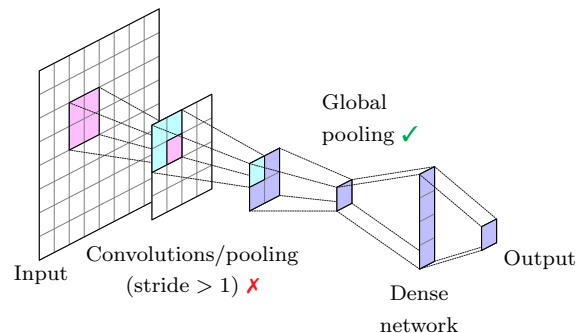 Global
pooling ✓
Input
Convolutions/pooling
(stride > 1) ✗
Output
Dense
network